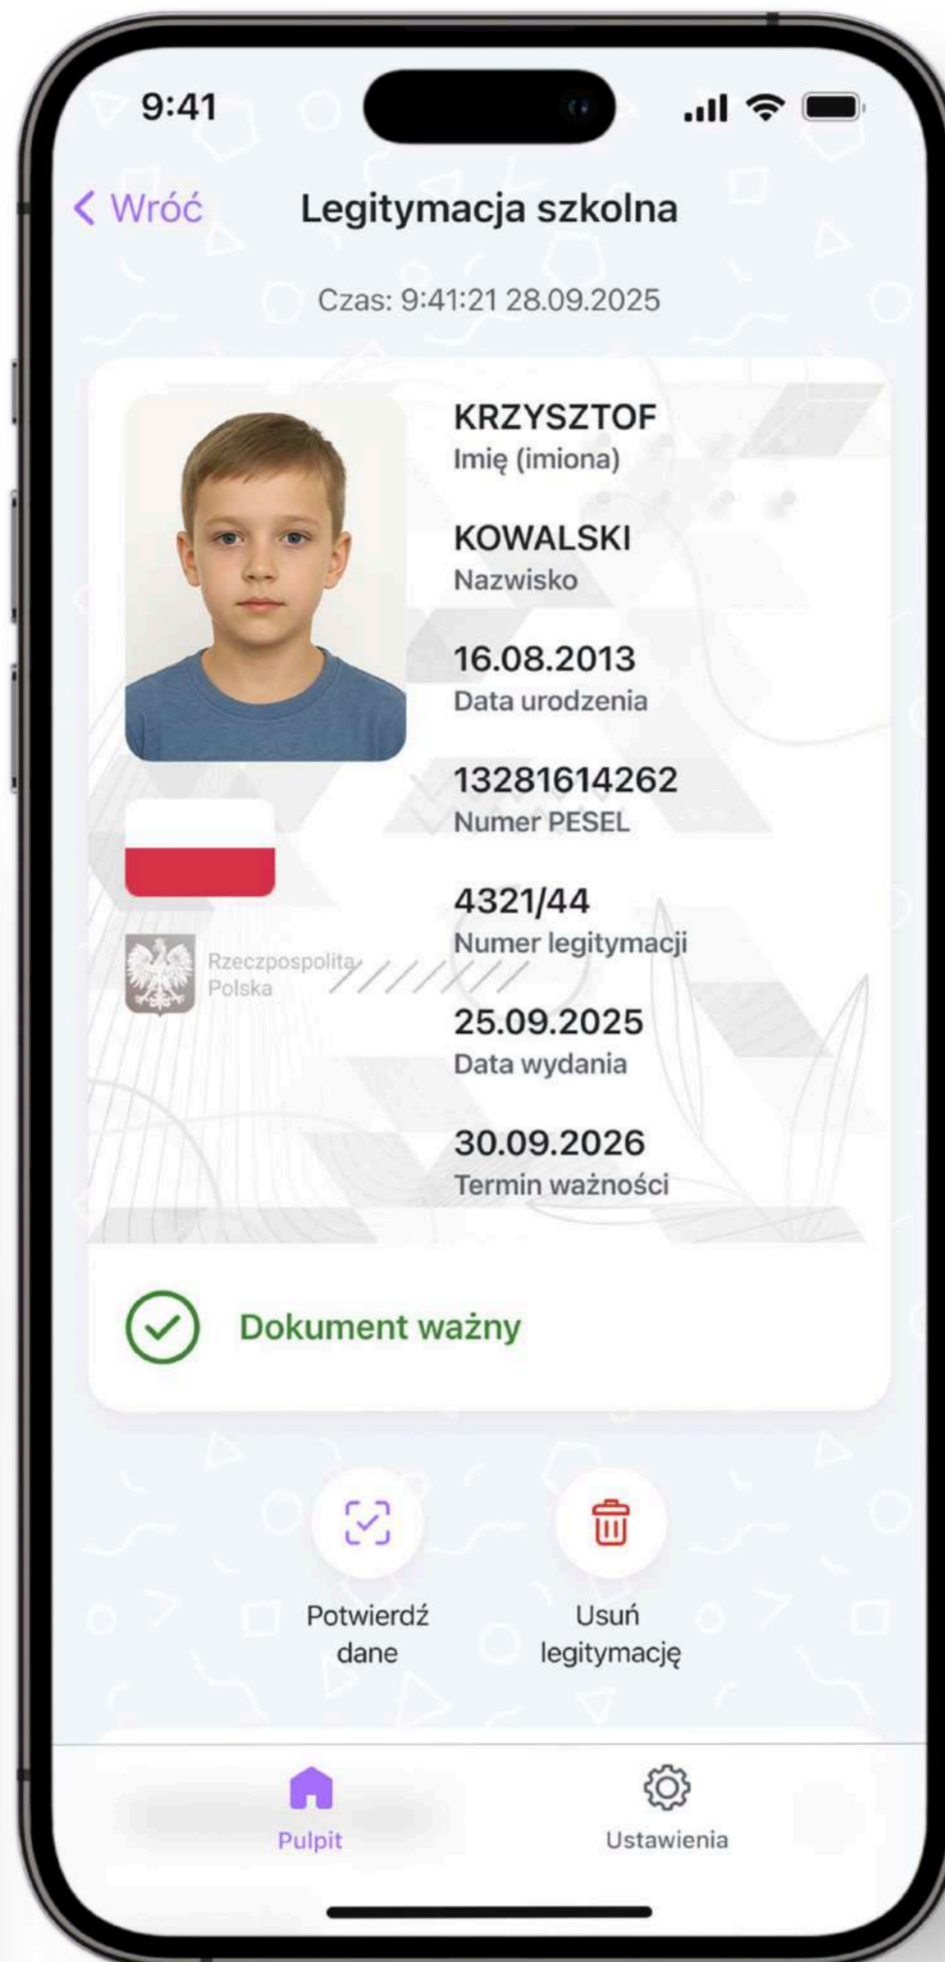 9:41
Wróć
Legitymacja szkolna
Czas: 9:41:21 28.09.2025
KRZYSZTOF
Imię (imiona)
KOWALSKI
Nazwisko
16.08.2013
Data urodzenia
13281614262
Numer PESEL
4321/44
Numer legitymacji
Rzeczpospolita
Polska
25.09.2025
Data wydania
30.09.2026
Termin ważności
Dokument ważny
Potwierdź
dane
Usuń
legitymację
Pulpit
Ustawienia